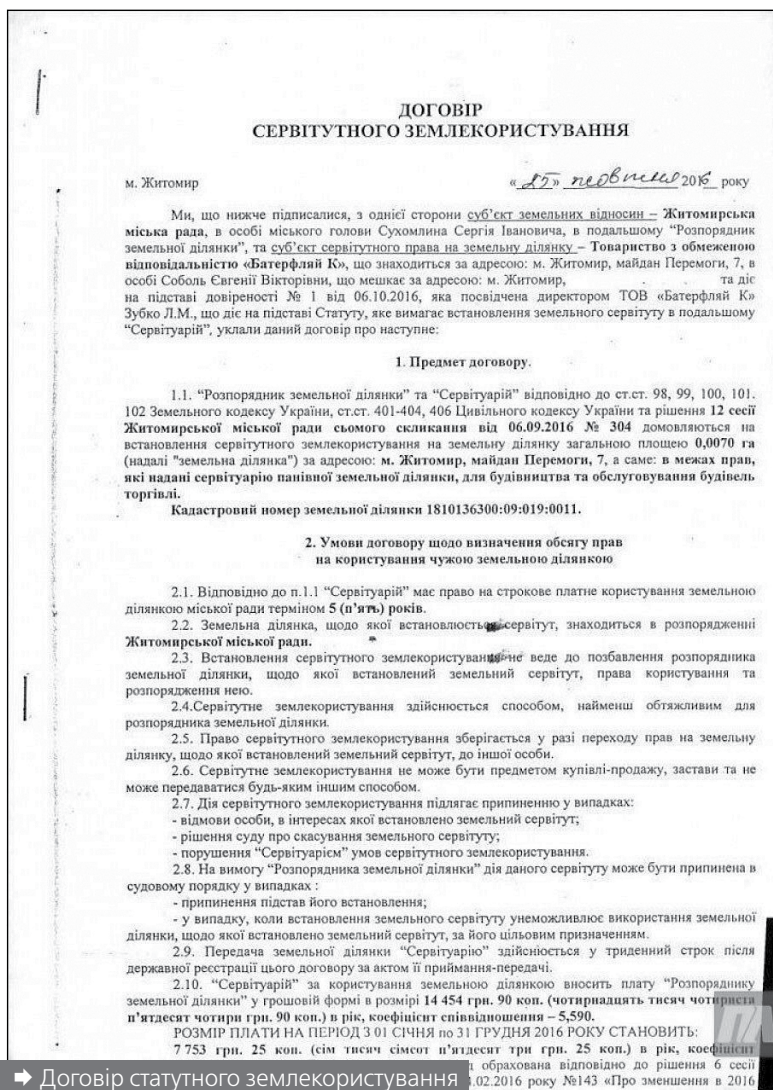 ДОГОВІР
СЕРВІТУТНОГО ЗЕМЛЕКОРИСТУВАННЯ
м. Житомир « 25 » жовтня 2016 року
Ми, що нижче підписалися, з однієї сторони суб'єкт земельних відносин – Житомирська
міська рада, в особі міського голови Сухомлина Сергія Івановича, в подальшому “Розпорядник
земельної ділянки”, та суб'єкт сервітутного права на земельну ділянку – Товариство з обмеженою
відповідальністю «Батерфляй К», що знаходиться за адресою: м. Житомир, майдан Перемоги, 7, в
особі Соболь Євгенії Вікторівни, що мешкає за адресою: м. Житомир, та діє
на підставі довіреності № 1 від 06.10.2016, яка посвідчена директором ТОВ «Батерфляй К»
Зубко Л.М., що діє на підставі Статуту, яке вимагає встановлення земельного сервітуту в подальшому
“Сервітуарій”, уклали даний договір про наступне:
1. Предмет договору.
1.1. “Розпорядник земельної ділянки” та “Сервітуарій” відповідно до ст.ст. 98, 99, 100, 101.
102 Земельного кодексу України, ст.ст. 401-404, 406 Цивільного кодексу України та рішення 12 сесії
Житомирської міської ради сьомого скликання від 06.09.2016 № 304 домовляються на
встановлення сервітутного землекористування на земельну ділянку загальною площею 0,0070 га
(надалі "земельна ділянка") за адресою: м. Житомир, майдан Перемоги, 7, а саме: в межах прав,
які надані сервітуарію панівної земельної ділянки, для будівництва та обслуговування будівель
торгівлі.
Кадастровий номер земельної ділянки 1810136300:09:019:0011.
2. Умови договору щодо визначення обсягу прав
на користування чужою земельною ділянкою
2.1. Відповідно до п.1.1 “Сервітуарій” має право на строкове платне користування земельною
ділянкою міської ради терміном 5 (п’ять) років.
2.2. Земельна ділянка, щодо якої встановлюється сервітут, знаходиться в розпорядженні
Житомирської міської ради.
2.3. Встановлення сервітутного землекористування не веде до позбавлення розпорядника
земельної ділянки, щодо якої встановлений земельний сервітут, права користування та
розпорядження нею.
2.4.Сервітутне землекористування здійснюється способом, найменш обтяжливим для
розпорядника земельної ділянки.
2.5. Право сервітутного користування зберігається у разі переходу прав на земельну
ділянку, щодо якої встановлений земельний сервітут, до іншої особи.
2.6. Сервітутне землекористування не може бути предметом купівлі-продажу, застави та не
може передаватися будь-яким іншим способом.
2.7. Дія сервітутного землекористування підлягає припиненню у випадках:
- відмови особи, в інтересах якої встановлено земельний сервітут;
- рішення суду про скасування земельного сервітуту;
- порушення “Сервітуарієм” умов сервітутного землекористування.
2.8. На вимогу “Розпорядника земельної ділянки” дія даного сервітуту може бути припинена в
судовому порядку у випадках :
- припинення підстав його встановлення;
- у випадку, коли встановлення земельного сервітуту унеможливлює використання земельної
ділянки, щодо якої встановлено земельний сервітут, за його цільовим призначенням.
2.9. Передача земельної ділянки “Сервітуарію” здійснюється у триденний строк після
державної реєстрації цього договору за актом її приймання-передачі.
2.10. “Сервітуарій” за користування земельною ділянкою вносить плату “Розпоряднику
земельної ділянки” у грошовій формі в розмірі 14 454 грн. 90 коп. (чотирнадцять тисяч чотириста
п’ятдесят чотири грн. 90 коп.) в рік, коефіцієнт співвідношення – 5,590.
РОЗМІР ПЛАТИ НА ПЕРІОД З 01 СІЧНЯ по 31 ГРУДНЯ 2016 РОКУ СТАНОВИТЬ:
7 753 грн. 25 коп. (сім тисяч сімсот п’ятдесят три грн. 25 коп.) в рік, коефіцієнт
обрахована відповідно до рішення 6 сесії
.02.2016 року №143 «Про зменшення в 2016
➡ Договір статутного землекористування